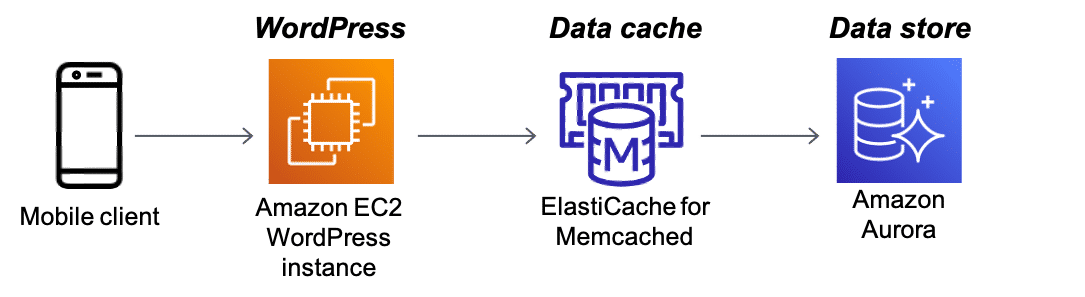 WordPress
Data cache
Data store
M
Mobile client
Amazon EC2
WordPress
instance
ElastiCache for
Memcached
Amazon
Aurora